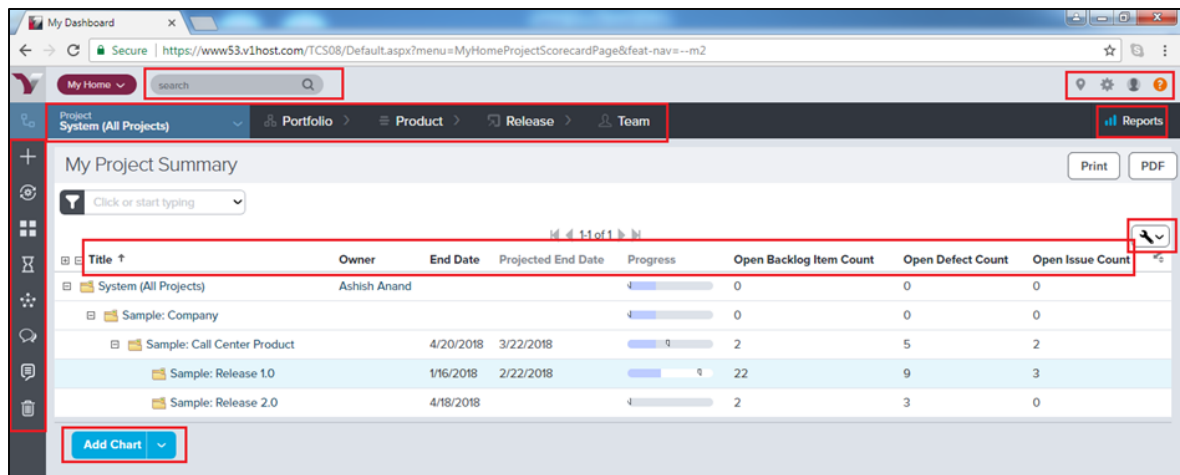 My Dashboard
Secure | https://www53.v1host.com/TCS08/Default.aspx?menu=MyHomeProjectScorecardPage&feat-nav=--m2
My Home search
Project
System (All Projects) Portfolio Product Release Team Reports
My Project Summary Print PDF
Click or start typing
1-1 of 1
Title ↑ Owner End Date Projected End Date Progress Open Backlog Item Count Open Defect Count Open Issue Count
System (All Projects) Ashish Anand 0 0 0
Sample: Company 0 0 0
Sample: Call Center Product 4/20/2018 3/22/2018 2 5 2
Sample: Release 1.0 1/16/2018 2/22/2018 22 9 3
Sample: Release 2.0 4/18/2018 2 3 0
Add Chart